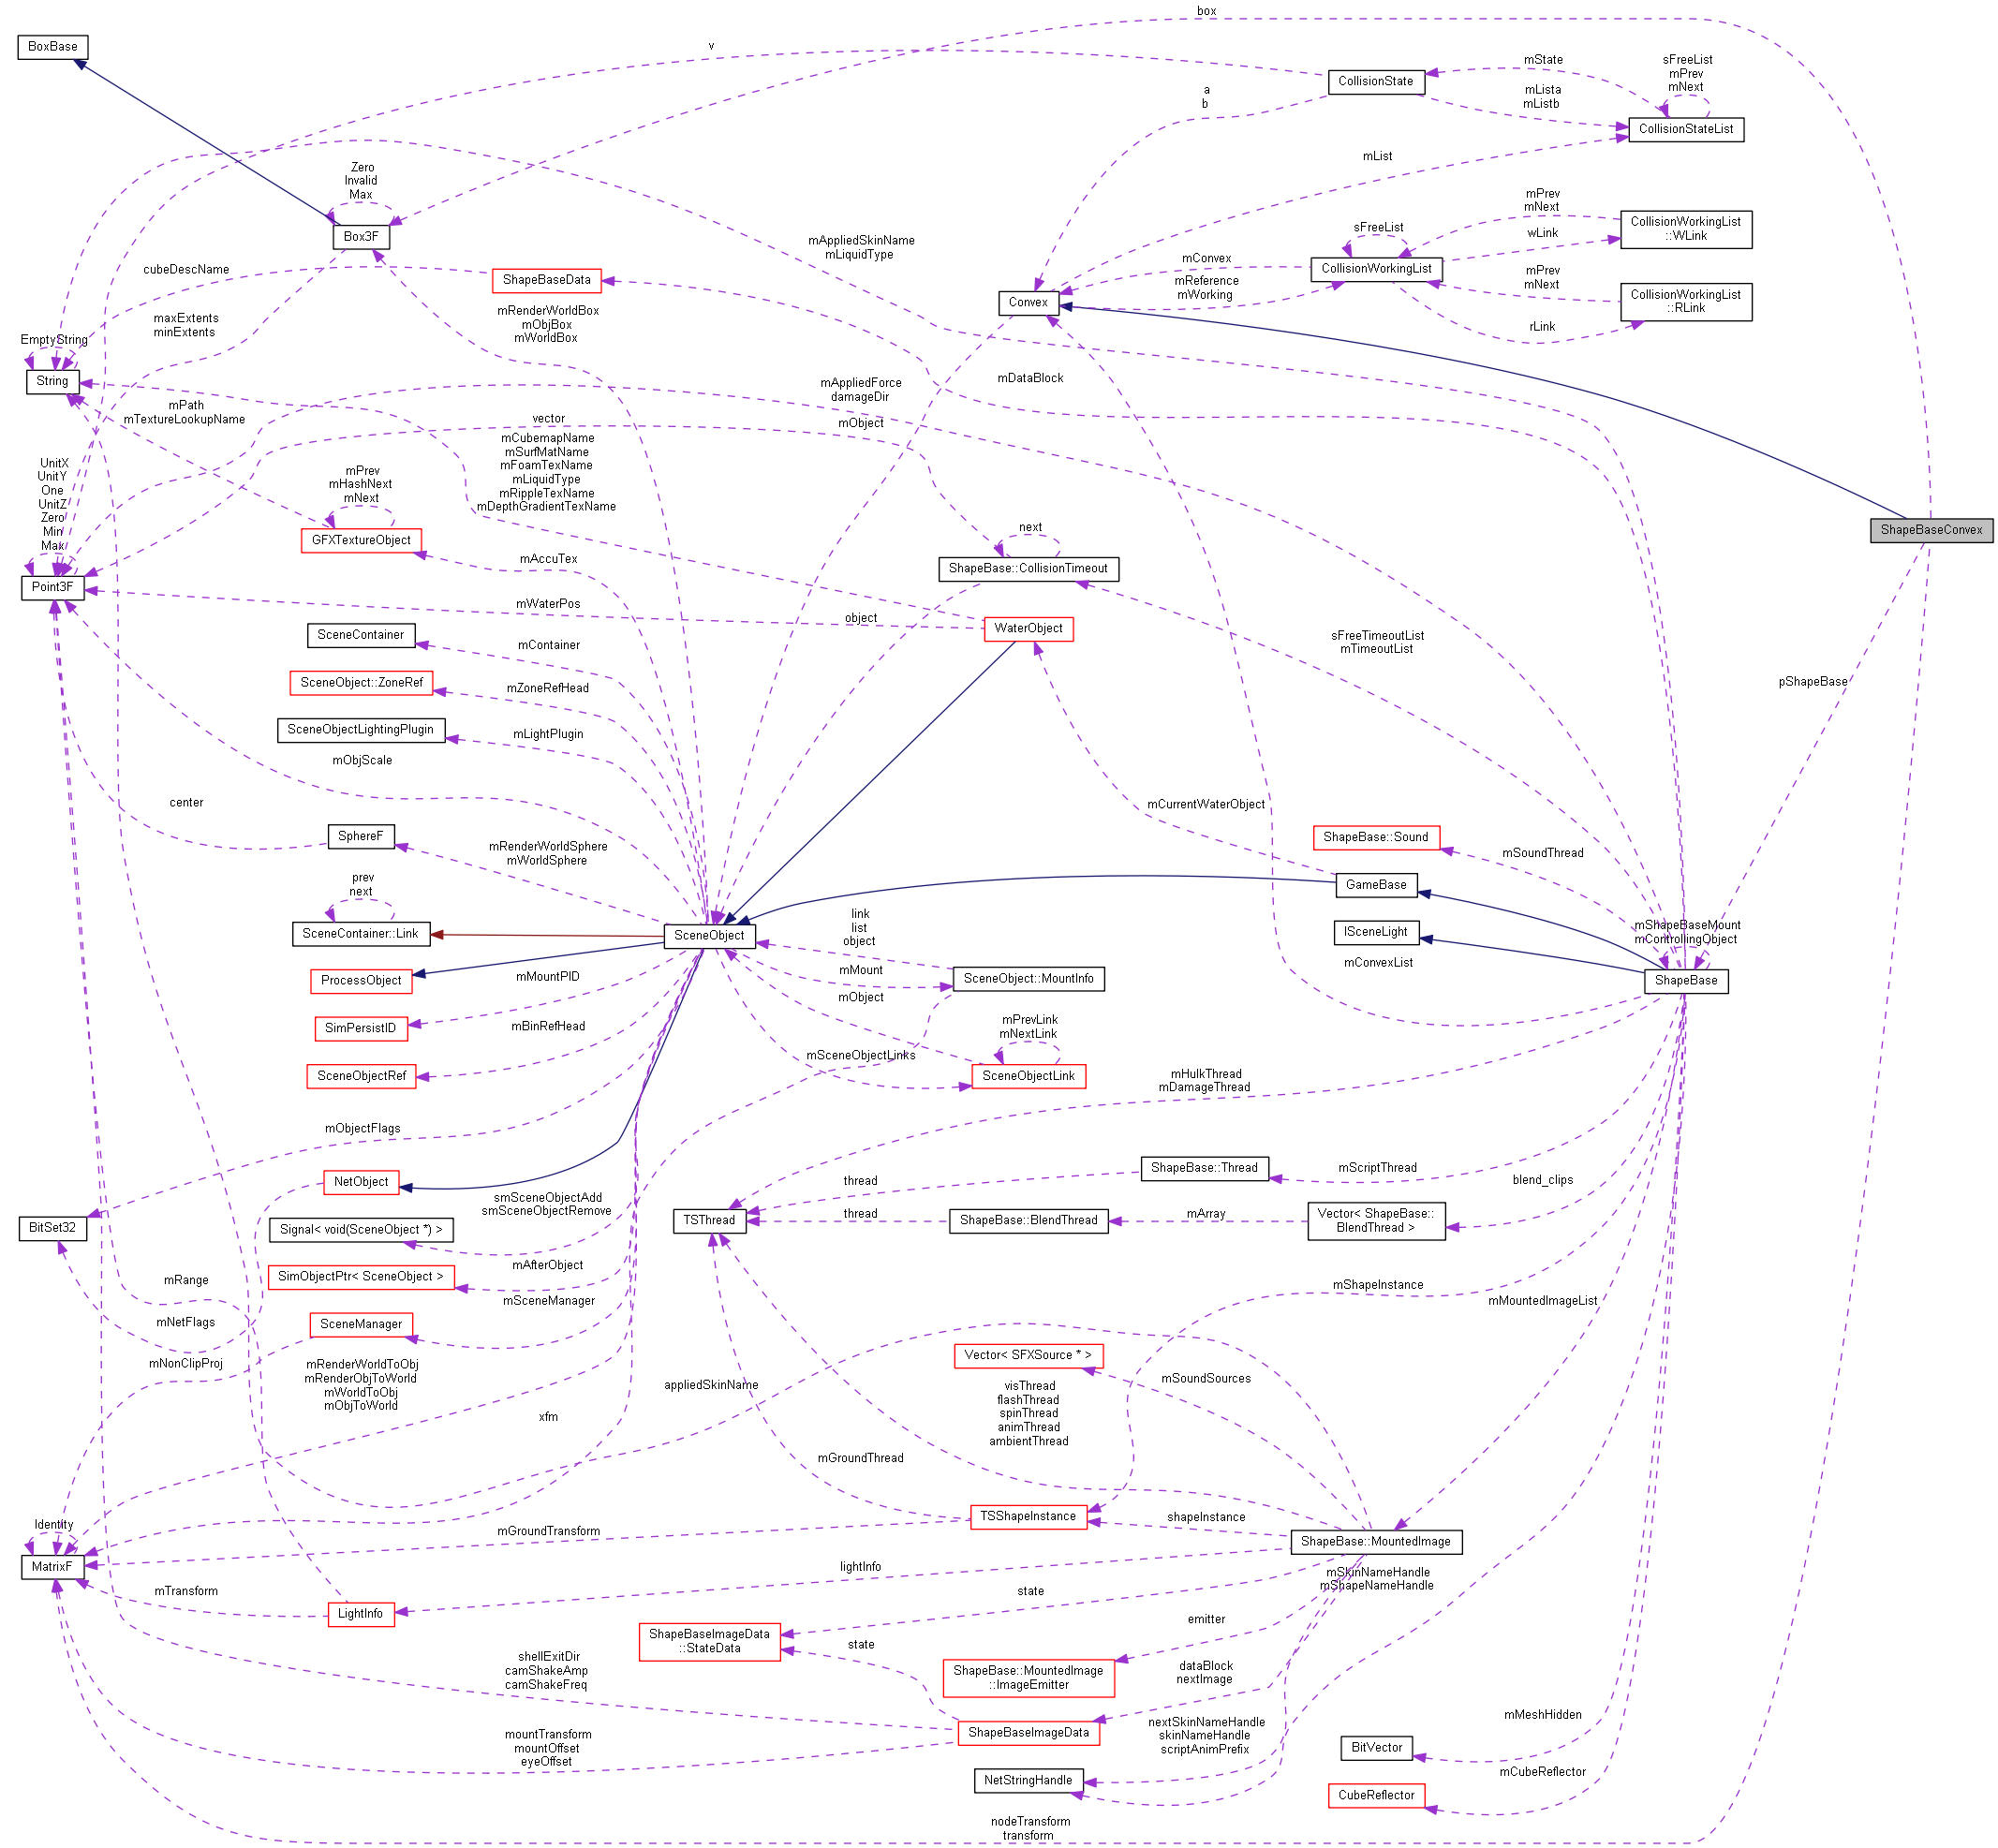 box
BoxBase
v
CollisionState
mState
sFreeList
mPrev
mNext
a
b
mLista
mListb
CollisionStateList
Zero
Invalid
Max
mList
Box3F
mPrev
mNext
CollisionWorkingList
::WLink
sFreeList
wLink
mAppliedSkinName
mLiquidType
cubeDescName
ShapeBaseData
mConvex
CollisionWorkingList
mPrev
mNext
mReference
mWorking
Convex
CollisionWorkingList
::RLink
maxExtents
minExtents
mRenderWorldBox
mObjBox
mWorldBox
rLink
EmptyString
String
mDataBlock
mAppliedForce
damageDir
mPath
mTextureLookupName
vector
mObject
mCubemapName
mSurfMatName
mFoamTexName
mLiquidType
mRippleTexName
mDepthGradientTexName
UnitX
UnitY
One
UnitZ
Zero
Min
Max
mPrev
mHashNext
mNext
GFXTextureObject
next
ShapeBaseConvex
mAccuTex
ShapeBase::CollisionTimeout
Point3F
mWaterPos
object
WaterObject
SceneContainer
mContainer
sFreeTimeoutList
mTimeoutList
SceneObject::ZoneRef
mZoneRefHead
pShapeBase
SceneObjectLightingPlugin
mLightPlugin
mObjScale
center
mCurrentWaterObject
SphereF
mRenderWorldSphere
mWorldSphere
ShapeBase::Sound
mSoundThread
prev
next
GameBase
SceneContainer::Link
SceneObject
link
list
object
ISceneLight
mShapeBaseMount
mControllingObject
mConvexList
ProcessObject
mMountPID
mMount
SceneObject::MountInfo
ShapeBase
mObject
SimPersistID
mBinRefHead
mPrevLink
mNextLink
mSceneObjectLinks
SceneObjectRef
SceneObjectLink
mHulkThread
mDamageThread
mObjectFlags
NetObject
ShapeBase::Thread
mScriptThread
thread
blend_clips
smSceneObjectAdd
smSceneObjectRemove
BitSet32
Signal< void(SceneObject *) >
TSThread
thread
ShapeBase::BlendThread
mArray
Vector< ShapeBase::
BlendThread >
mAfterObject
SimObjectPtr< SceneObject >
mRange
mShapeInstance
mSceneManager
mMountedImageList
mNetFlags
SceneManager
mNonClipProj
mRenderWorldToObj
mRenderObjToWorld
mWorldToObj
mObjToWorld
Vector< SFXSource * >
appliedSkinName
mSoundSources
visThread
flashThread
spinThread
animThread
ambientThread
xfm
mGroundThread
Identity
mGroundTransform
TSShapeInstance
shapeInstance
ShapeBase::MountedImage
MatrixF
lightInfo
mSkinNameHandle
mShapeNameHandle
mTransform
LightInfo
state
emitter
ShapeBaseImageData
::StateData
state
shellExitDir
camShakeAmp
camShakeFreq
ShapeBase::MountedImage
::ImageEmitter
dataBlock
nextImage
mountTransform
mountOffset
eyeOffset
ShapeBaseImageData
nextSkinNameHandle
skinNameHandle
scriptAnimPrefix
mMeshHidden
BitVector
NetStringHandle
mCubeReflector
CubeReflector
nodeTransform
transform